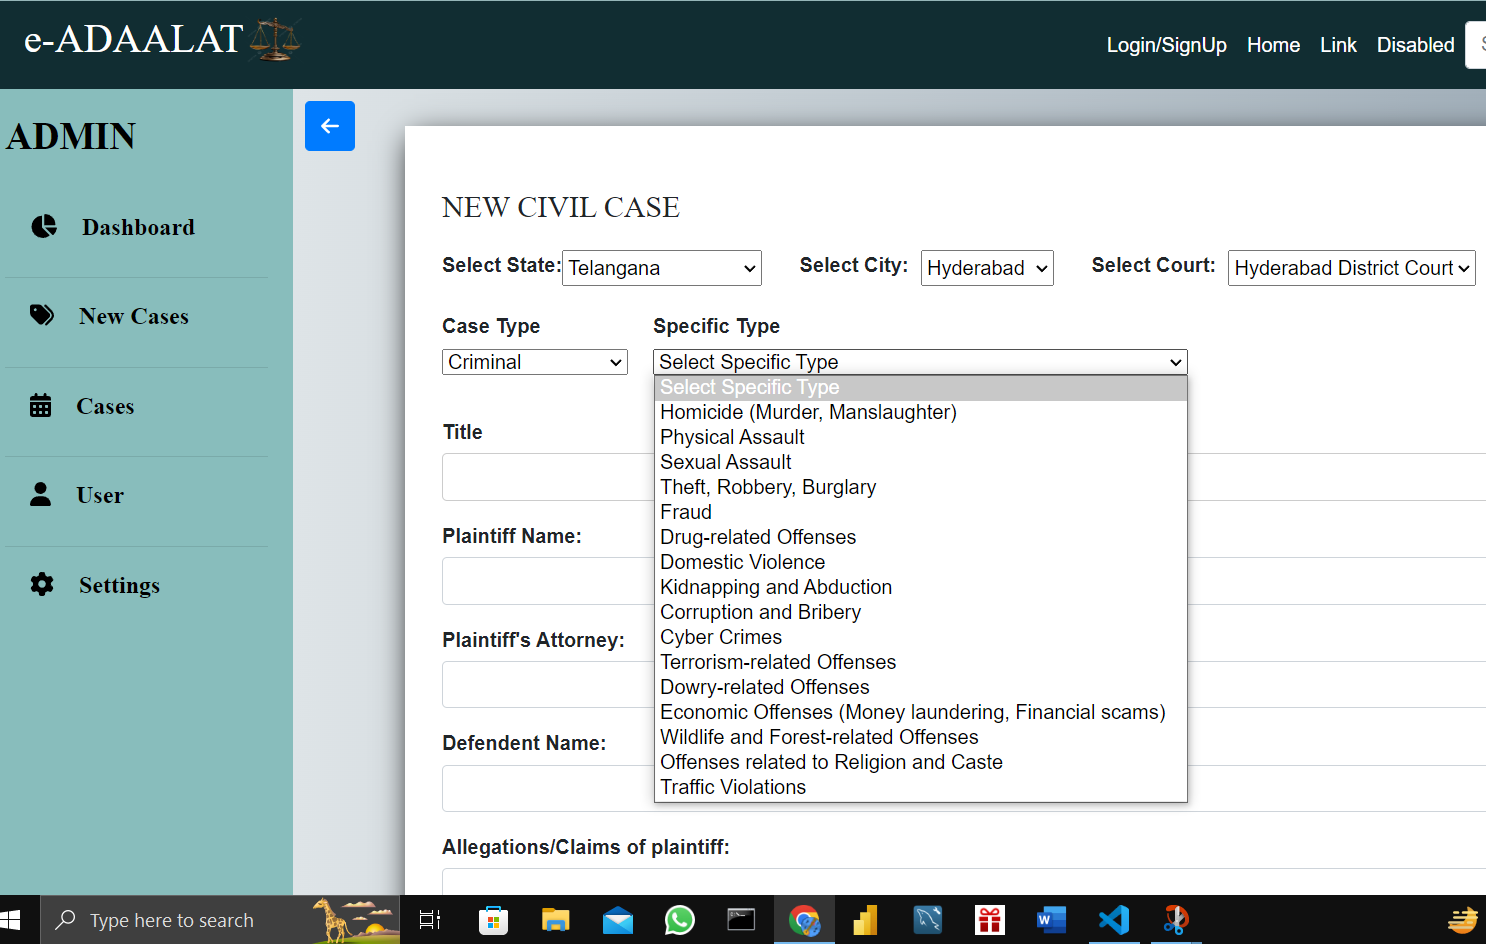 e-ADAALAT
Login/SignUp Home Link Disabled
ADMIN
Dashboard
New Cases
Cases
User
Settings
NEW CIVIL CASE
Select State: Telangana Select City: Hyderabad Select Court: Hyderabad District Court
Case Type Specific Type
Criminal Select Specific Type
Select Specific Type
Homicide (Murder, Manslaughter)
Physical Assault
Sexual Assault
Theft, Robbery, Burglary
Fraud
Drug-related Offenses
Domestic Violence
Kidnapping and Abduction
Corruption and Bribery
Cyber Crimes
Terrorism-related Offenses
Dowry-related Offenses
Economic Offenses (Money laundering, Financial scams)
Wildlife and Forest-related Offenses
Offenses related to Religion and Caste
Traffic Violations
Title
Plaintiff Name:
Plaintiff's Attorney:
Defendent Name:
Allegations/Claims of plaintiff:
Type here to search